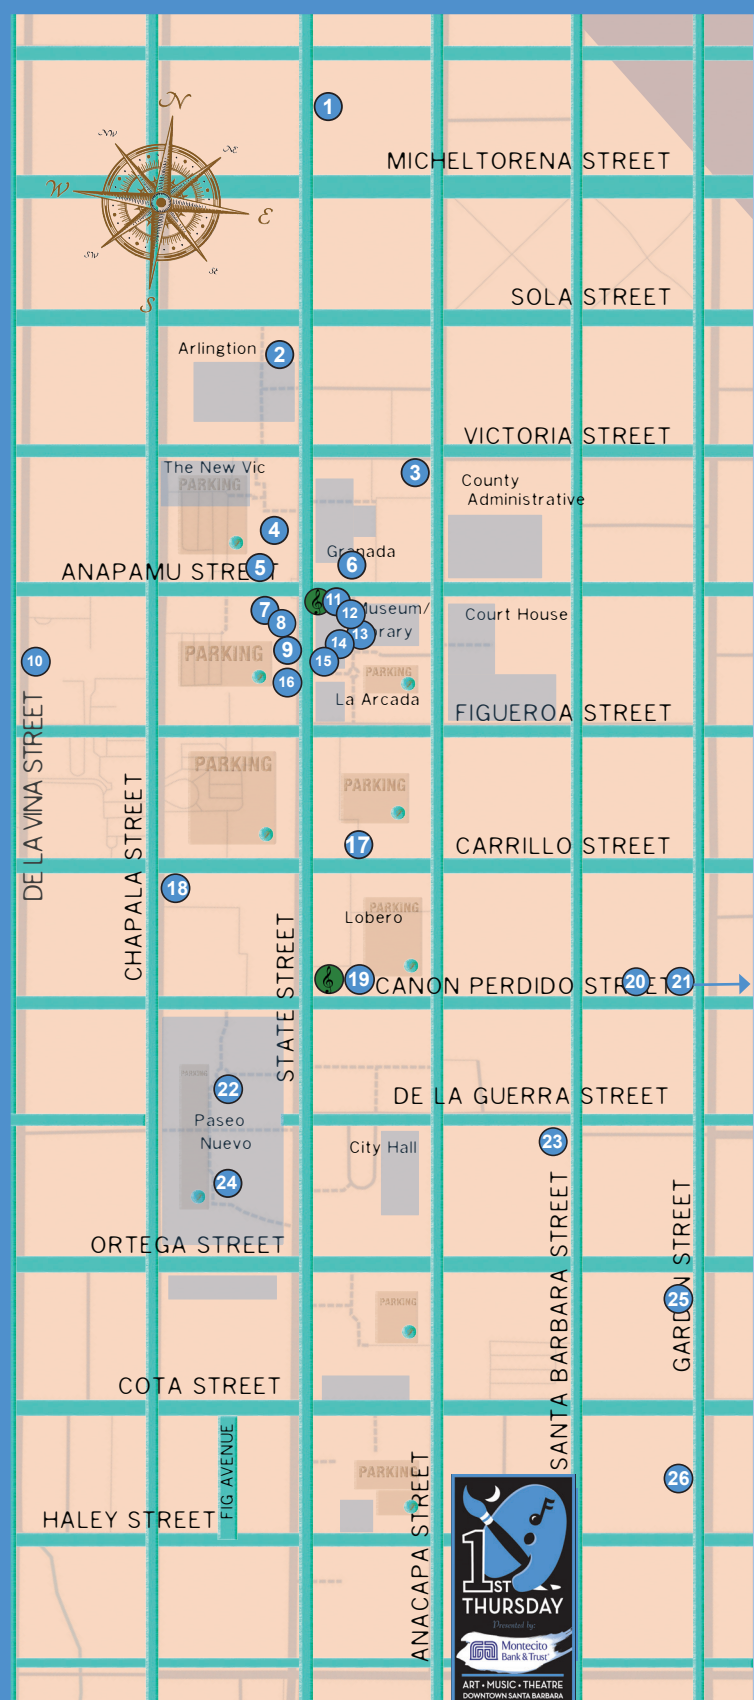 1
N
NW
NE
MICHELTORENA STREET
W
E
SW
SE
S
SOLA STREET
Arlington
2
VICTORIA STREET
The New Vic
3
PARKING
County
Administrative
4
Granada
ANAPAMU STREET
5
6
7
11
Museum/
8
12
Court House
13
14
9
PARKING
10
15
PARKING
16
La Arcada
FIGUEROA STREET
DE LA VINA STREET
PARKING
PARKING
CHAPALA STREET
17
CARRILLO STREET
18
PARKING
Lobero
STATE STREET
19
CANON PERDIDO STREET
20
21
PARKING
22
DE LA GUERRA STREET
Paseo
Nuevo
City Hall
23
24
SANTA BARBARA STREET
GARDEN STREET
ORTEGA STREET
25
PARKING
COTA STREET
FIG AVENUE
ANACAPA STREET
PARKING
26
HALEY STREET
1ST
THURSDAY
Presented by:
Montecito
Bank & Trust
ART • MUSIC • THEATRE
DOWNTOWN SANTA BARBARA